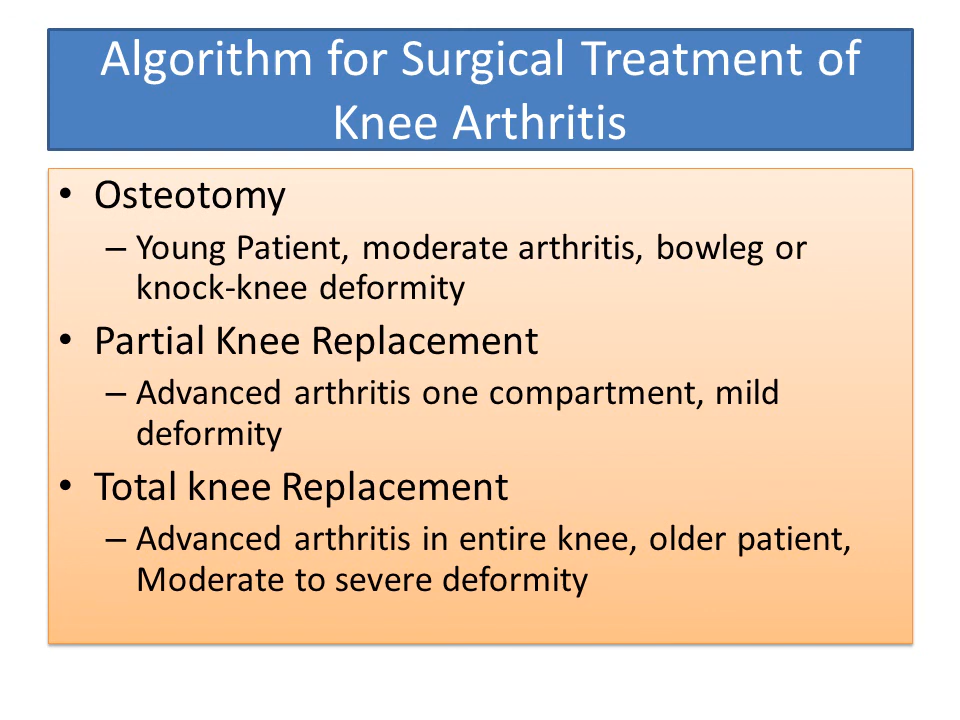 Algorithm for Surgical Treatment of
Knee Arthritis
• Osteotomy
– Young Patient, moderate arthritis, bowleg or
knock-knee deformity
• Partial Knee Replacement
– Advanced arthritis one compartment, mild
deformity
• Total knee Replacement
– Advanced arthritis in entire knee, older patient,
Moderate to severe deformity